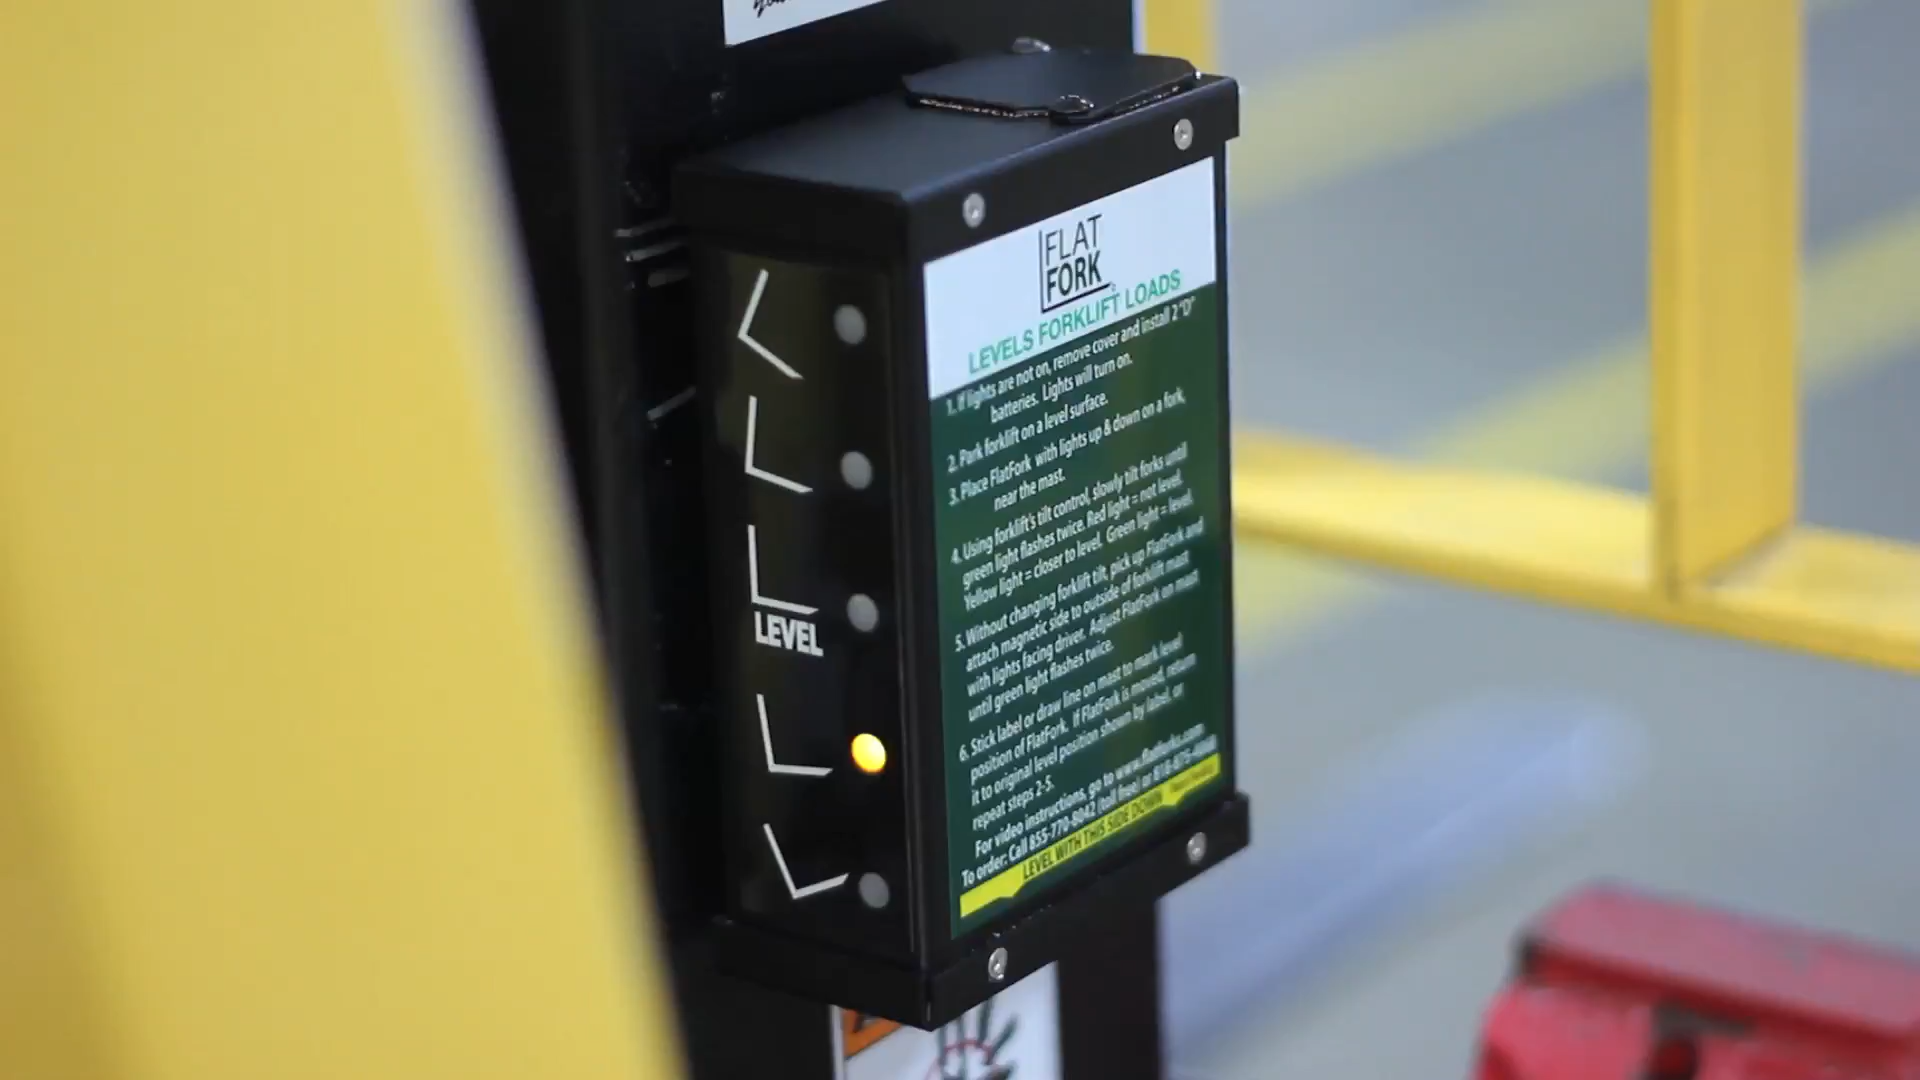 FLAT
FORK
LEVELS FORKLIFT LOADS
1. If lights are not on, remove cover and install 2 "D"
batteries. Lights will turn on.
2. Park forklift on a level surface.
3. Place FlatFork with lights up & down on a fork,
near the mast.
4. Using forklift's tilt control, slowly tilt forks until
green light flashes twice. Red light = not level.
Yellow light = closer to level. Green light = level.
5. Without changing forklift tilt, pick up FlatFork and
attach magnetic side to outside of forklift mast
with lights facing driver. Adjust FlatFork on mast
until green light flashes twice.
6. Stick label or draw line on mast to mark level
position of FlatFork. If FlatFork is moved, return
it to original level position shown by label, or
repeat steps 2-5.
For video instructions, go to www.flatforks.com
To order: Call 855-770-8042 (toll free) or
LEVEL WITH THIS SIDE DOWN
LEVEL